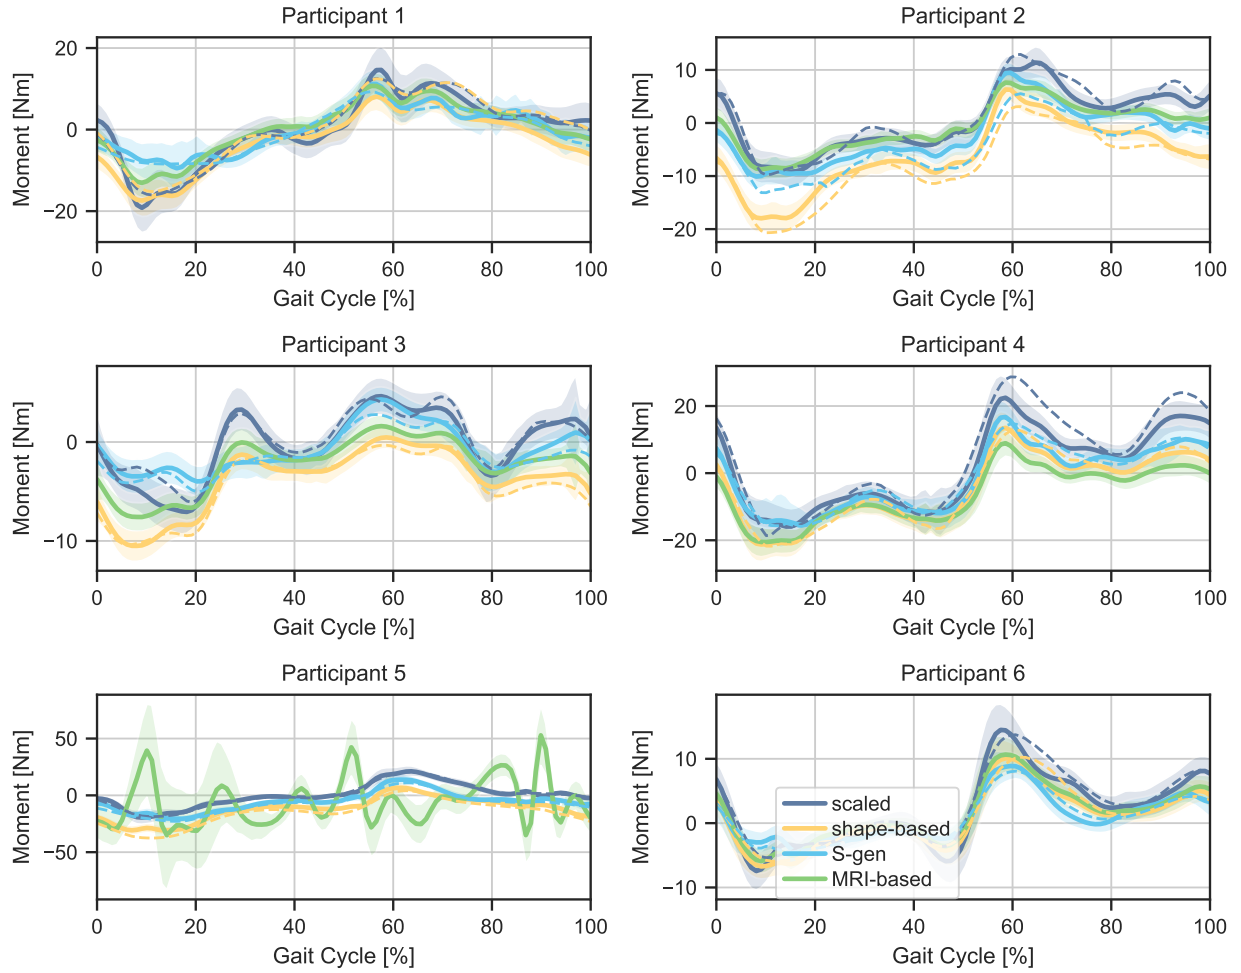 Participant 1
Participant 2
20
0
−20
Moment [Nm]
0 20 40 60 80 100
Gait Cycle [%]
10
0
−10
−20
Moment [Nm]
0 20 40 60 80 100
Gait Cycle [%]
Participant 3
Participant 4
0
−10
Moment [Nm]
0 20 40 60 80 100
Gait Cycle [%]
20
0
−20
Moment [Nm]
0 20 40 60 80 100
Gait Cycle [%]
Participant 5
Participant 6
50
0
−50
Moment [Nm]
0 20 40 60 80 100
Gait Cycle [%]
10
0
−10
Moment [Nm]
scaled
shape-based
S-gen
MRI-based
0 20 40 60 80 100
Gait Cycle [%]